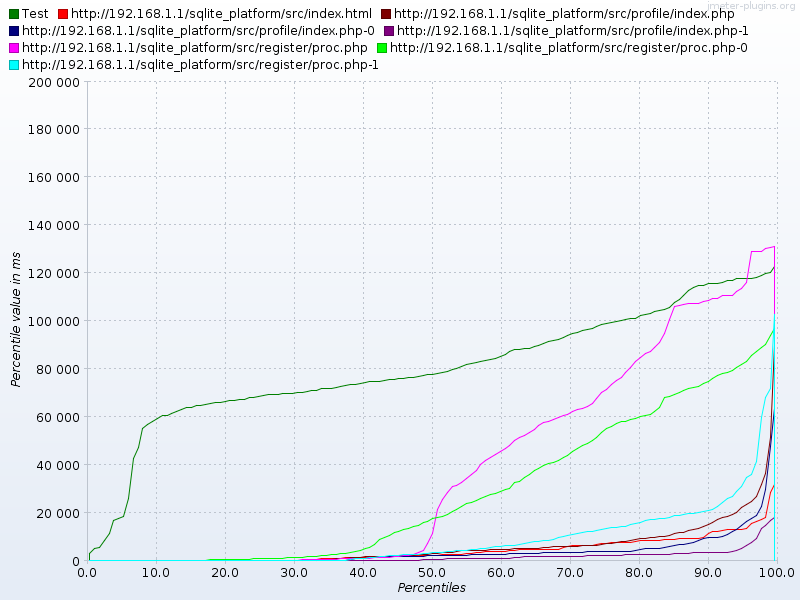 jmeter-plugins.org
Test http://192.168.1.1/sqlite_platform/src/index.html http://192.168.1.1/sqlite_platform/src/profile/index.php
http://192.168.1.1/sqlite_platform/src/profile/index.php-0 http://192.168.1.1/sqlite_platform/src/profile/index.php-1
http://192.168.1.1/sqlite_platform/src/register/proc.php http://192.168.1.1/sqlite_platform/src/register/proc.php-0
http://192.168.1.1/sqlite_platform/src/register/proc.php-1
200 000
180 000
160 000
140 000
120 000
100 000
80 000
60 000
40 000
20 000
0
Percentile value in ms
0.0 10.0 20.0 30.0 40.0 50.0 60.0 70.0 80.0 90.0 100.0
Percentiles